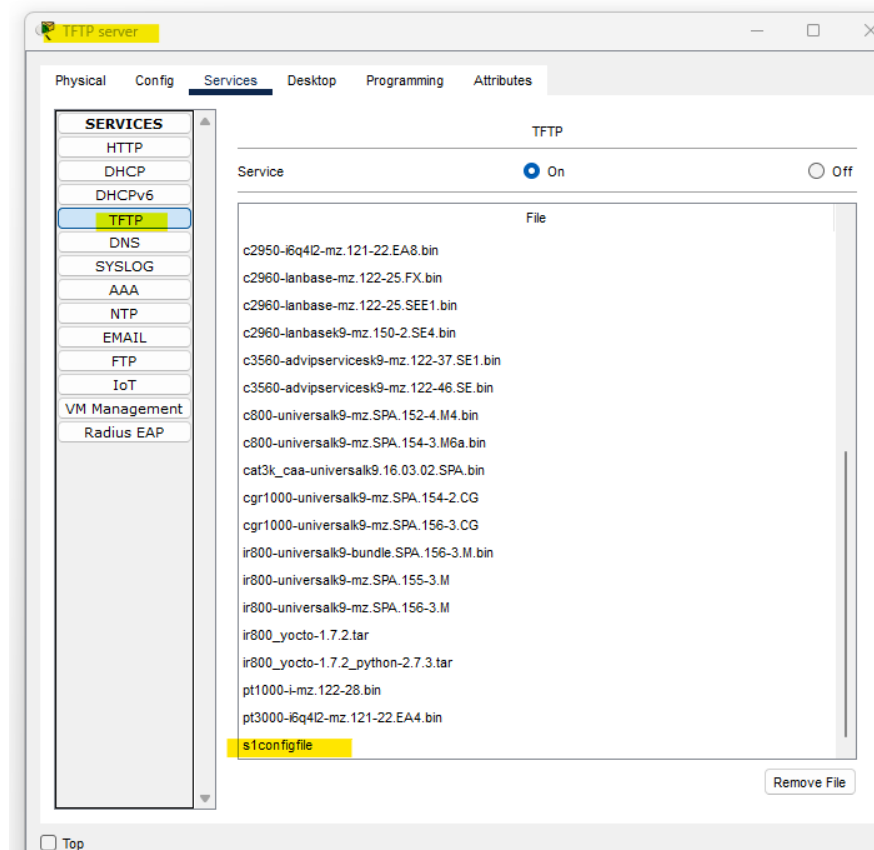 TFTP server
Physical Config Services Desktop Programming Attributes
SERVICES
HTTP
DHCP
DHCPv6
TFTP
DNS
SYSLOG
AAA
NTP
EMAIL
FTP
IoT
VM Management
Radius EAP
TFTP
Service On Off
File
c2950-i6q4l2-mz.121-22.EA8.bin
c2960-lanbase-mz.122-25.FX.bin
c2960-lanbase-mz.122-25.SEE1.bin
c2960-lanbasek9-mz.150-2.SE4.bin
c3560-advipservicesk9-mz.122-37.SE1.bin
c3560-advipservicesk9-mz.122-46.SE.bin
c800-universalk9-mz.SPA.152-4.M4.bin
c800-universalk9-mz.SPA.154-3.M6a.bin
cat3k_caa-universalk9.16.03.02.SPA.bin
cgr1000-universalk9-mz.SPA.154-2.CG
cgr1000-universalk9-mz.SPA.156-3.CG
ir800-universalk9-bundle.SPA.156-3.M.bin
ir800-universalk9-mz.SPA.155-3.M
ir800-universalk9-mz.SPA.156-3.M
ir800_yocto-1.7.2.tar
ir800_yocto-1.7.2_python-2.7.3.tar
pt1000-i-mz.122-28.bin
pt3000-i6q4l2-mz.121-22.EA4.bin
s1configfile
Remove File
Top